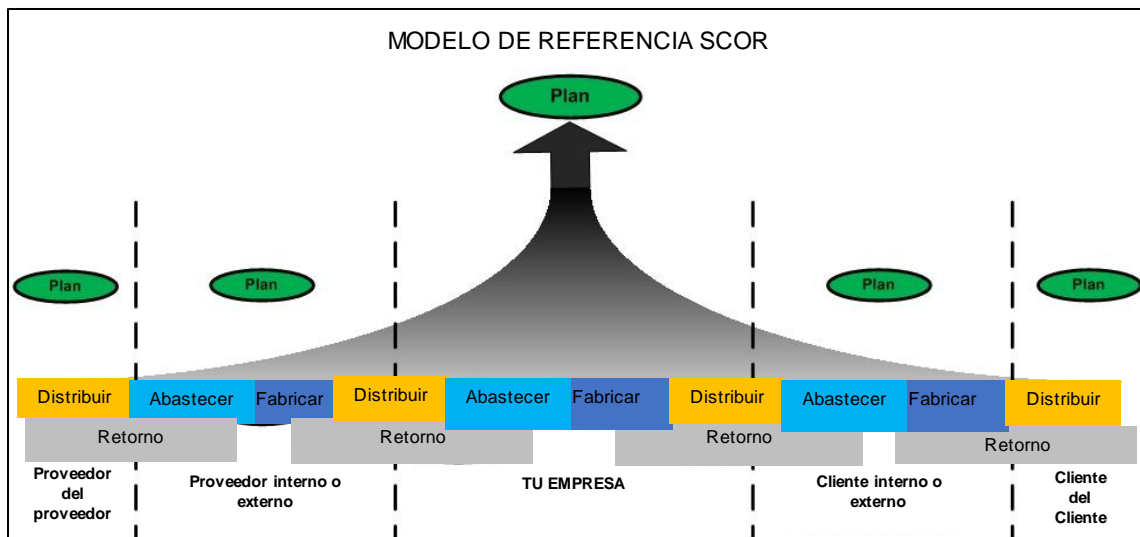 MODELO DE REFERENCIA SCOR
Plan
Plan
Plan
Plan
Plan
Distribuir
Abastecer
Fabricar
Distribuir
Abastecer
Fabricar
Distribuir
Abastecer
Fabricar
Distribuir
Retorno
Retorno
Retorno
Retorno
Proveedor
del
proveedor
Proveedor interno o
externo
TU EMPRESA
Cliente interno o
externo
Cliente
del
Cliente